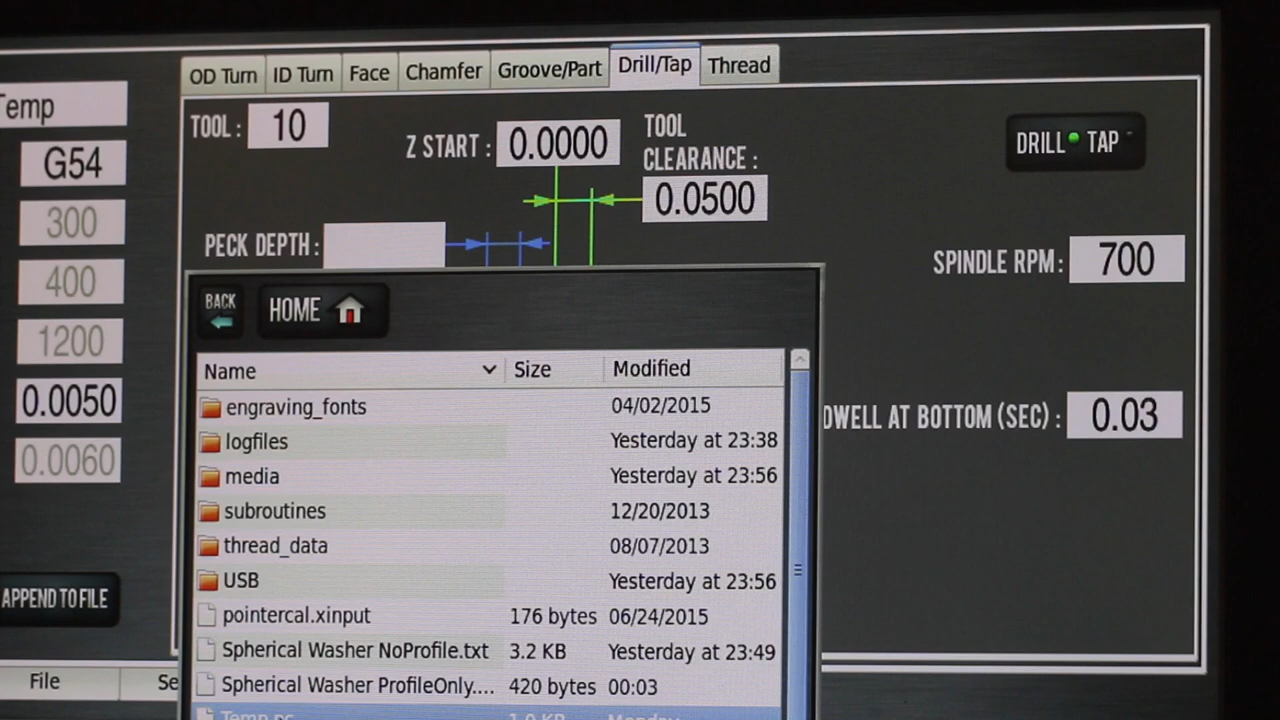 OD Turn ID Turn Face Chamfer Groove/Part Drill/Tap Thread
Temp
G54
300
400
1200
0.0050
0.0060
APPEND TO FILE
File
TOOL : 10
Z START : 0.0000
TOOL
CLEARANCE :
0.0500
DRILL TAP
PECK DEPTH :
SPINDLE RPM : 700
DWELL AT BOTTOM (SEC) : 0.03
BACK
HOME
Name Size Modified
engraving_fonts 04/02/2015
logfiles Yesterday at 23:38
media Yesterday at 23:56
subroutines 12/20/2013
thread_data 08/07/2013
USB Yesterday at 23:56
pointercal.xinput 176 bytes 06/24/2015
Spherical Washer NoProfile.txt 3.2 KB Yesterday at 23:49
Spherical Washer ProfileOnly.... 420 bytes 00:03